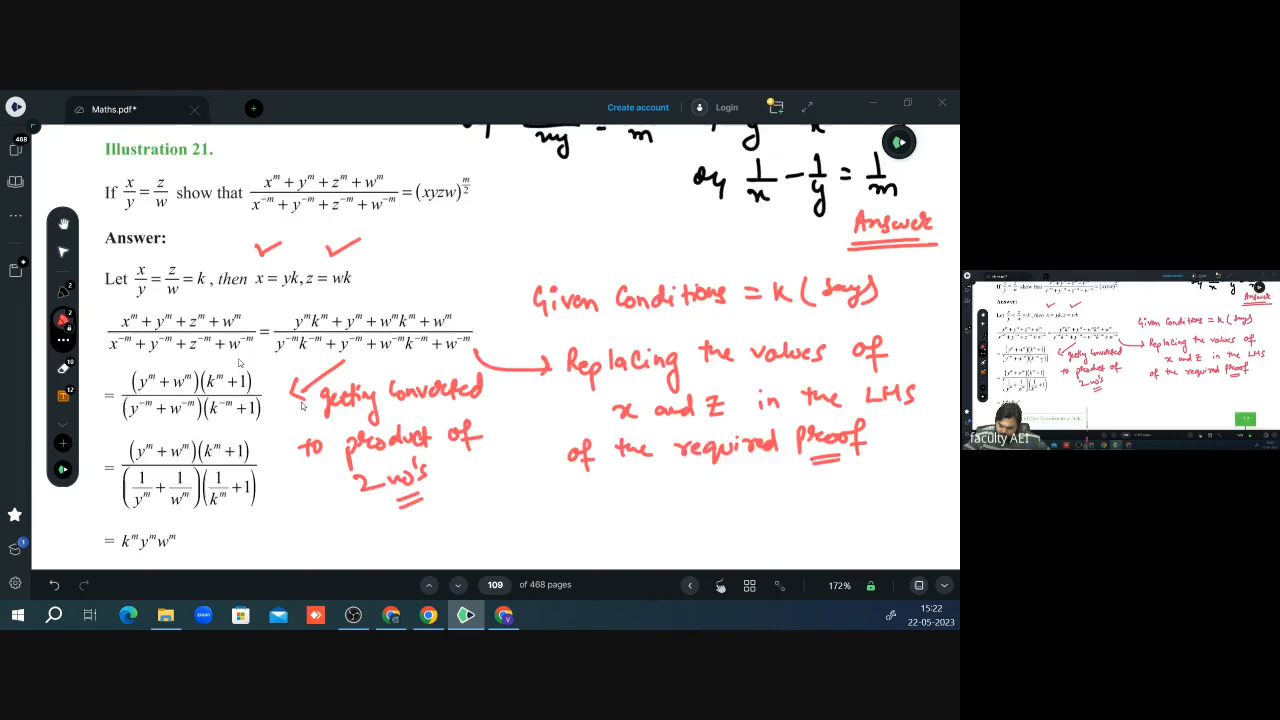 Maths.pdf*
Create account
Login
468
Illustration 21.
If x/y = z/w show that (x^m + y^m + z^m + w^m)/(x^-m + y^-m + z^-m + w^-m) = (xyzw)^(m/2)
or 1/x − 1/y = 1/m
Answer
Answer:
Let x/y = z/w = k, then x = yk, z = wk
Given Conditions = k (say)
(x^m + y^m + z^m + w^m)/(x^-m + y^-m + z^-m + w^-m) = (y^m k^m + y^m + w^m k^m + w^m)/(y^-m k^-m + y^-m + w^-m k^-m + w^-m)
Replacing the values of
x and z in the LHS
of the required proof
= (y^m + w^m)(k^m + 1)/(y^-m + w^-m)(k^-m + 1)
getting converted
to product of
2 no's
= (y^m + w^m)(k^m + 1)/(1/y^m + 1/w^m)(1/k^m + 1)
= k^m y^m w^m
109 of 468 pages
172%
15:22
22-05-2023
faculty AEI